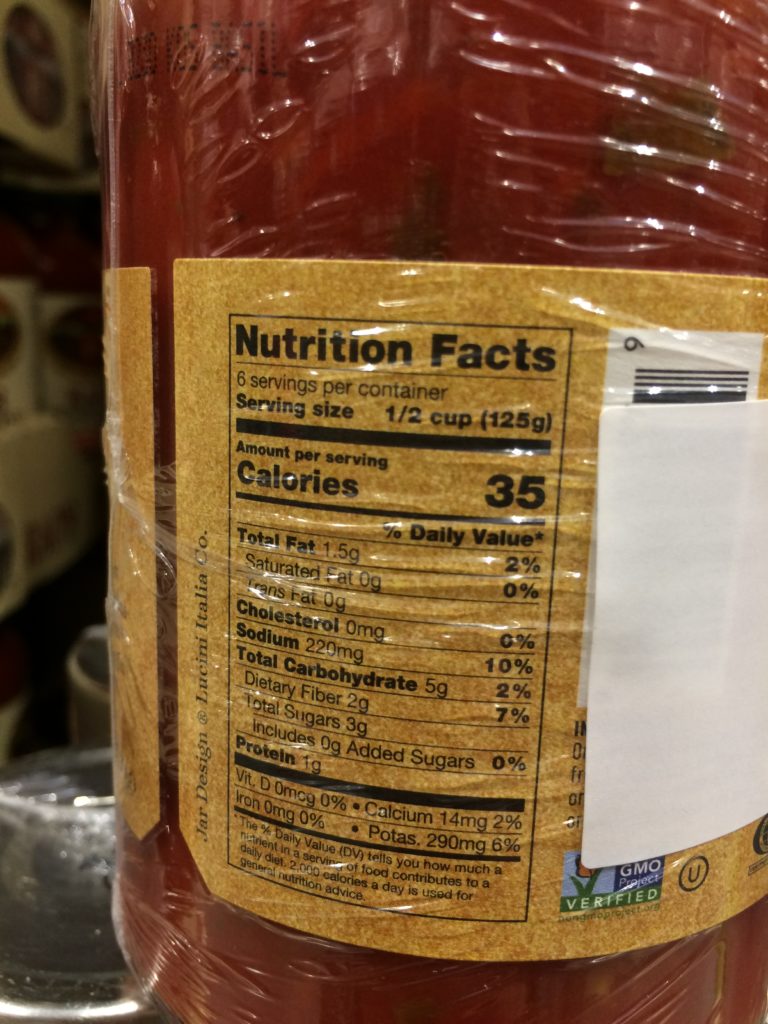 Nutrition Facts
6 servings per container
Serving size 1/2 cup (125g)
Amount per serving
Calories 35
% Daily Value*
Total Fat 1.5g 2%
Saturated Fat 0g 0%
Trans Fat 0g
Cholesterol 0mg 0%
Sodium 220mg 10%
Total Carbohydrate 5g 2%
Dietary Fiber 2g 7%
Total Sugars 3g
Includes 0g Added Sugars 0%
Protein 1g
Vit. D 0mcg 0% • Calcium 14mg 2%
Iron 0mg 0% • Potas. 290mg 6%
*The % Daily Value (DV) tells you how much a
nutrient in a serving of food contributes to a
daily diet. 2,000 calories a day is used for
general nutrition advice.
Jar Design ® Lucini Italia Co.
9
GMO
Project
VERIFIED
nongmoproject.org
U